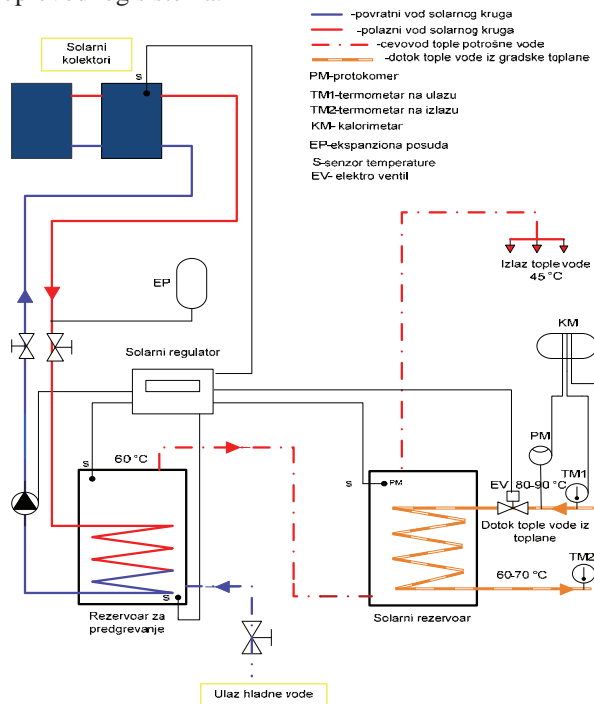 Solarni
kolektori
-povratni vod solarnog kruga
-polazni vod solarnog kruga
-cevovod tople potrošne vode
-dotok tople vode iz gradske toplane
PM-protokomer
TM1-termometar na ulazu
TM2-termometar na izlazu
KM- kalorimetar
EP-ekspanziona posuda
S-senzor temperature
EV- elektro ventil
S
EP
Izlaz tople vode
45 °C
KM
Solarni regulator
PM
60 °C
S
S
PM
EV 80-90 °C
TM1
Dotok tople vode iz
toplane
TM2
60-70 °C
S
Rezervoar za
predgrevanje
Solarni rezervoar
Ulaz hladne vode